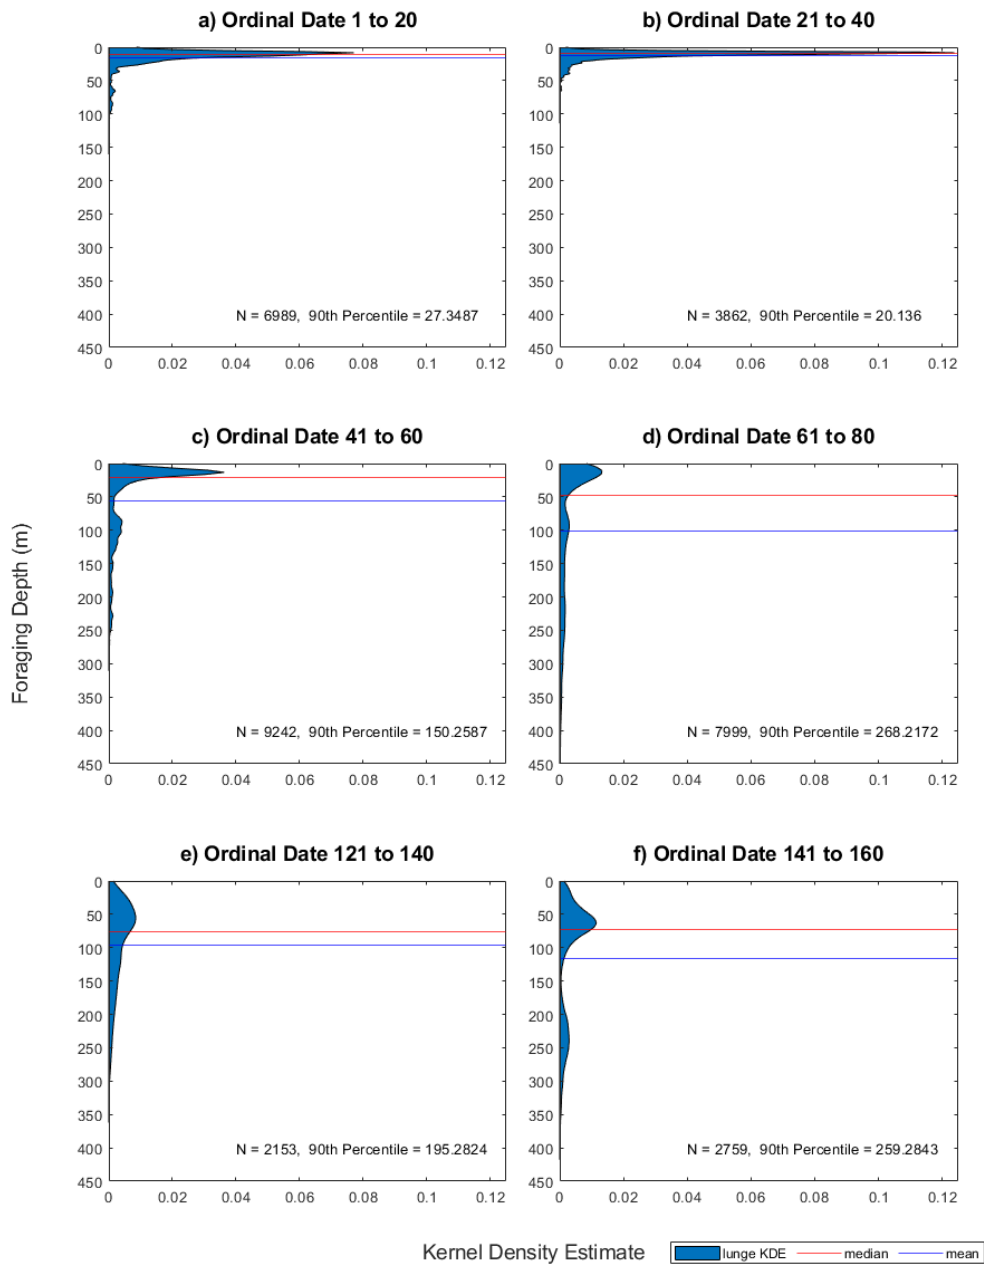 a) Ordinal Date 1 to 20
0
50
100
150
200
250
300
350
400
450
N = 6989, 90th Percentile = 27.3487
0 0.02 0.04 0.06 0.08 0.1 0.12
b) Ordinal Date 21 to 40
0
50
100
150
200
250
300
350
400
450
N = 3862, 90th Percentile = 20.136
0 0.02 0.04 0.06 0.08 0.1 0.12
Foraging Depth (m)
c) Ordinal Date 41 to 60
0
50
100
150
200
250
300
350
400
450
N = 9242, 90th Percentile = 150.2587
0 0.02 0.04 0.06 0.08 0.1 0.12
d) Ordinal Date 61 to 80
0
50
100
150
200
250
300
350
400
450
N = 7999, 90th Percentile = 268.2172
0 0.02 0.04 0.06 0.08 0.1 0.12
e) Ordinal Date 121 to 140
0
50
100
150
200
250
300
350
400
450
N = 2153, 90th Percentile = 195.2824
0 0.02 0.04 0.06 0.08 0.1 0.12
f) Ordinal Date 141 to 160
0
50
100
150
200
250
300
350
400
450
N = 2759, 90th Percentile = 259.2843
0 0.02 0.04 0.06 0.08 0.1 0.12
Kernel Density Estimate
lunge KDE median mean